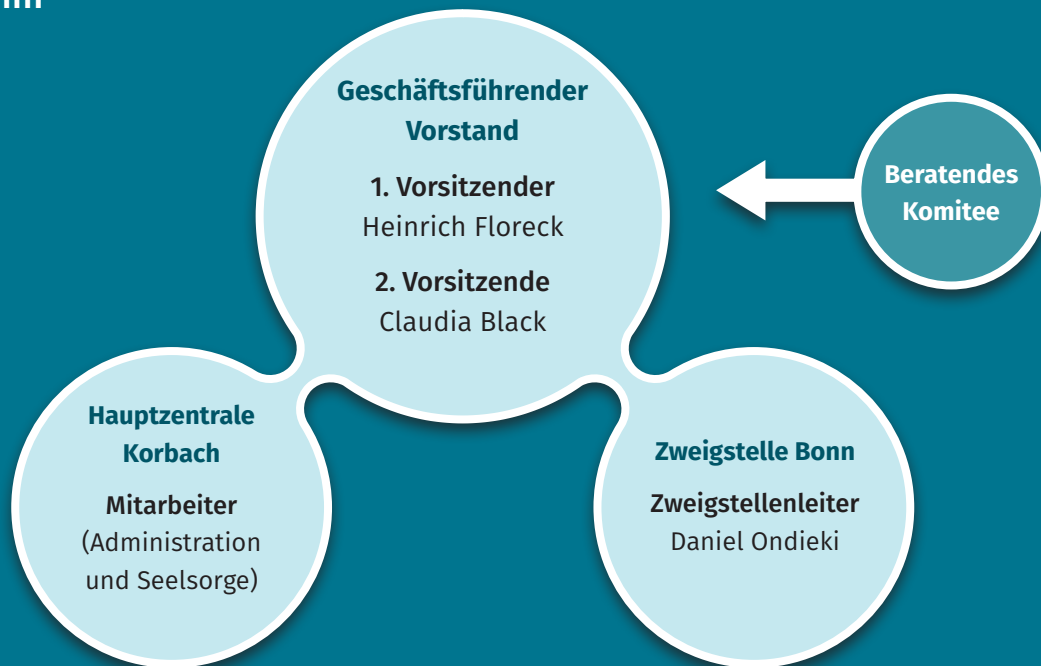 Geschäftsführender
Vorstand
1. Vorsitzender
Heinrich Floreck
2. Vorsitzende
Claudia Black
Beratendes
Komitee
Hauptzentrale
Korbach
Mitarbeiter
(Administration
und Seelsorge)
Zweigstelle Bonn
Zweigstellenleiter
Daniel Ondieki